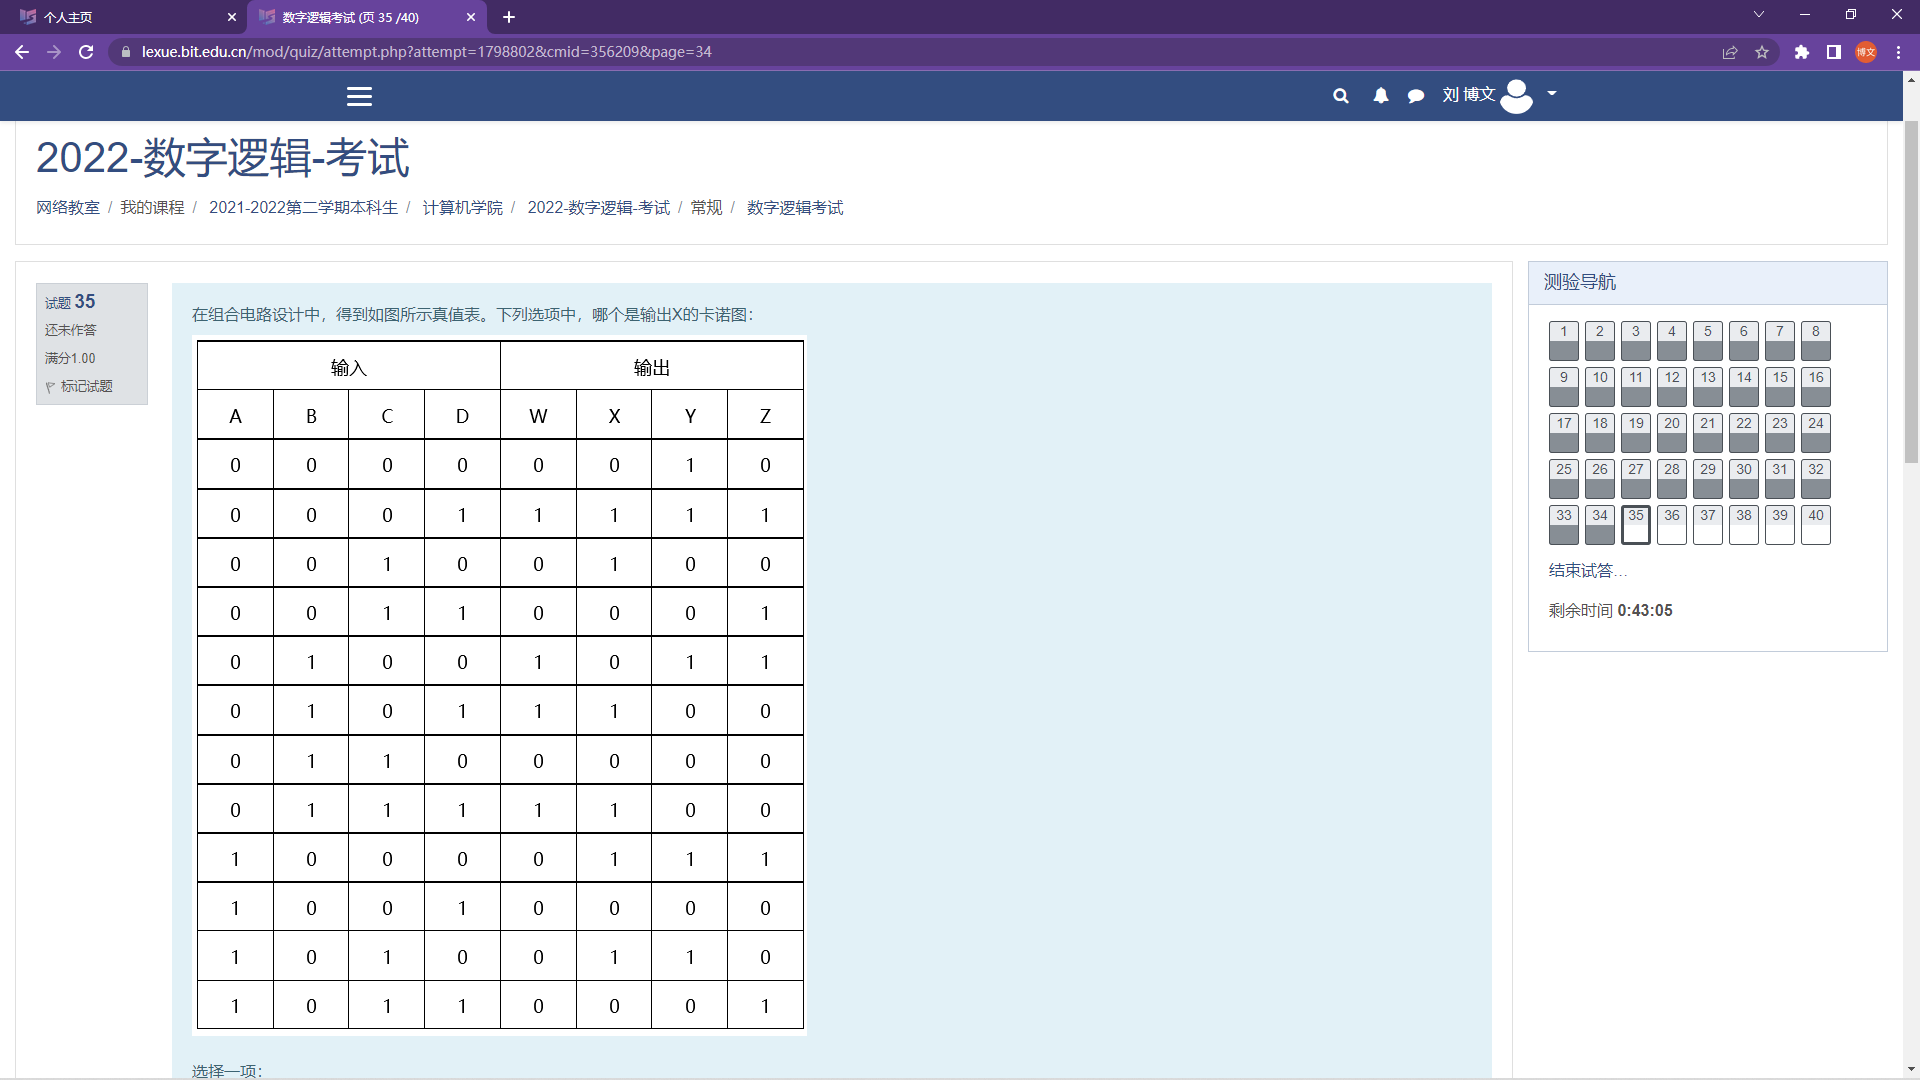 个人主页
数字逻辑考试 (页 35 /40)
lexue.bit.edu.cn/mod/quiz/attempt.php?attempt=1798802&cmid=356209&page=34
博文
刘 博文
2022-数字逻辑-考试
网络教室 / 我的课程 / 2021-2022第二学期本科生 / 计算机学院 / 2022-数字逻辑-考试 / 常规 / 数字逻辑考试
试题 35
还未作答
满分1.00
标记试题
在组合电路设计中，得到如图所示真值表。下列选项中，哪个是输出X的卡诺图：
输入 输出
A B C D W X Y Z
0 0 0 0 0 0 1 0
0 0 0 1 1 1 1 1
0 0 1 0 0 1 0 0
0 0 1 1 0 0 0 1
0 1 0 0 1 0 1 1
0 1 0 1 1 1 0 0
0 1 1 0 0 0 0 0
0 1 1 1 1 1 0 0
1 0 0 0 0 1 1 1
1 0 0 1 0 0 0 0
1 0 1 0 0 1 1 0
1 0 1 1 0 0 0 1
选择一项：
测验导航
1 2 3 4 5 6 7 8
9 10 11 12 13 14 15 16
17 18 19 20 21 22 23 24
25 26 27 28 29 30 31 32
33 34 35 36 37 38 39 40
结束试答...
剩余时间 0:43:05